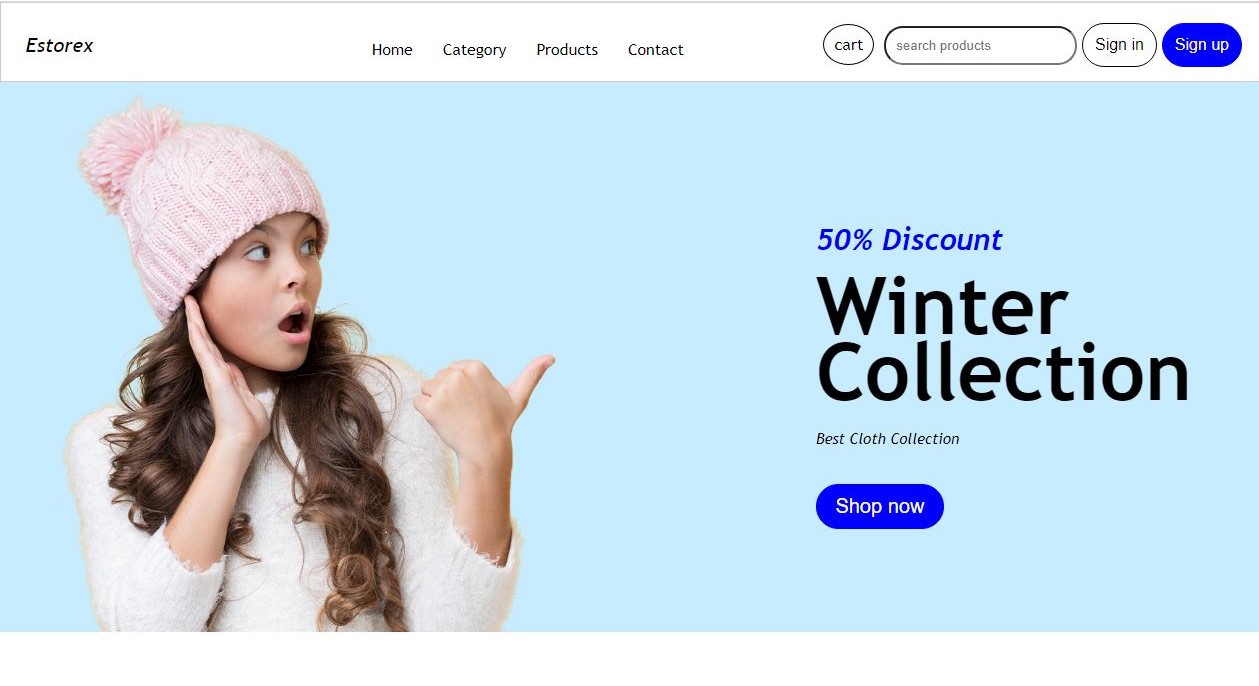 Estorex
Home Category Products Contact
cart search products Sign in Sign up
50% Discount
Winter
Collection
Best Cloth Collection
Shop now